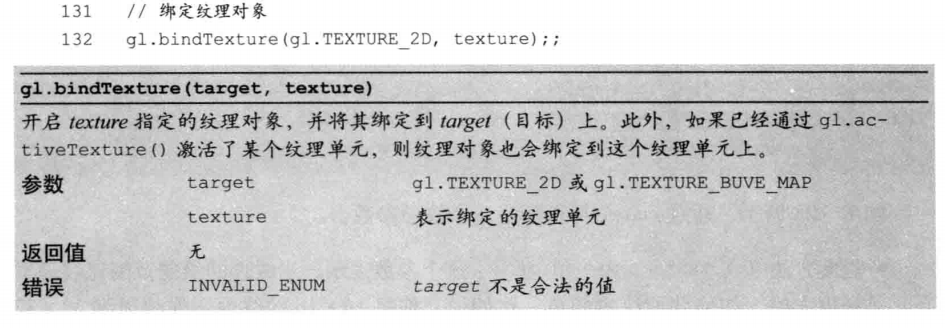 131 // 绑定纹理对象
132 gl.bindTexture(gl.TEXTURE_2D, texture);;
gl.bindTexture(target, texture)
开启 texture 指定的纹理对象，并将其绑定到 target（目标）上。此外，如果已经通过 gl.ac-
tiveTexture() 激活了某个纹理单元，则纹理对象也会绑定到这个纹理单元上。
参数 target gl.TEXTURE_2D 或 gl.TEXTURE_BUVE_MAP
texture 表示绑定的纹理单元
返回值 无
错误 INVALID_ENUM target 不是合法的值